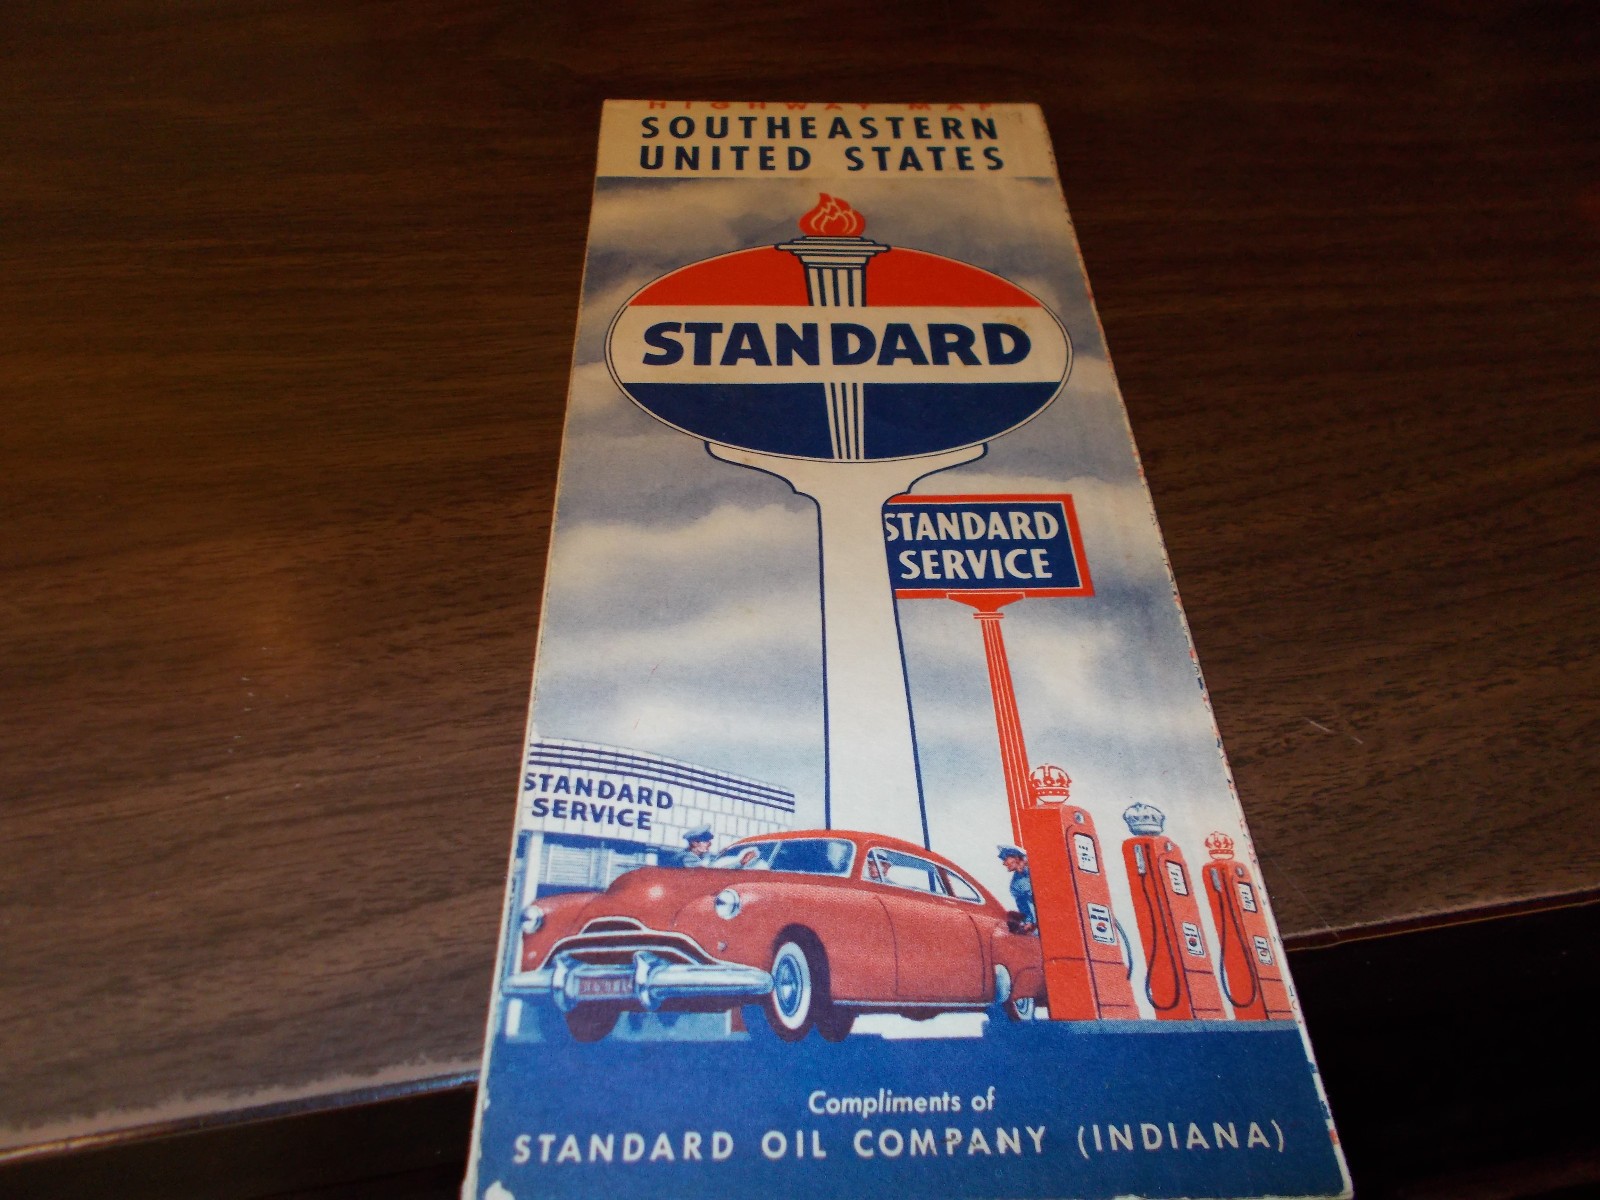 HIGHWAY MAP
SOUTHEASTERN
UNITED STATES
STANDARD
STANDARD
SERVICE
STANDARD
SERVICE
Compliments of
STANDARD OIL COMPANY (INDIANA)